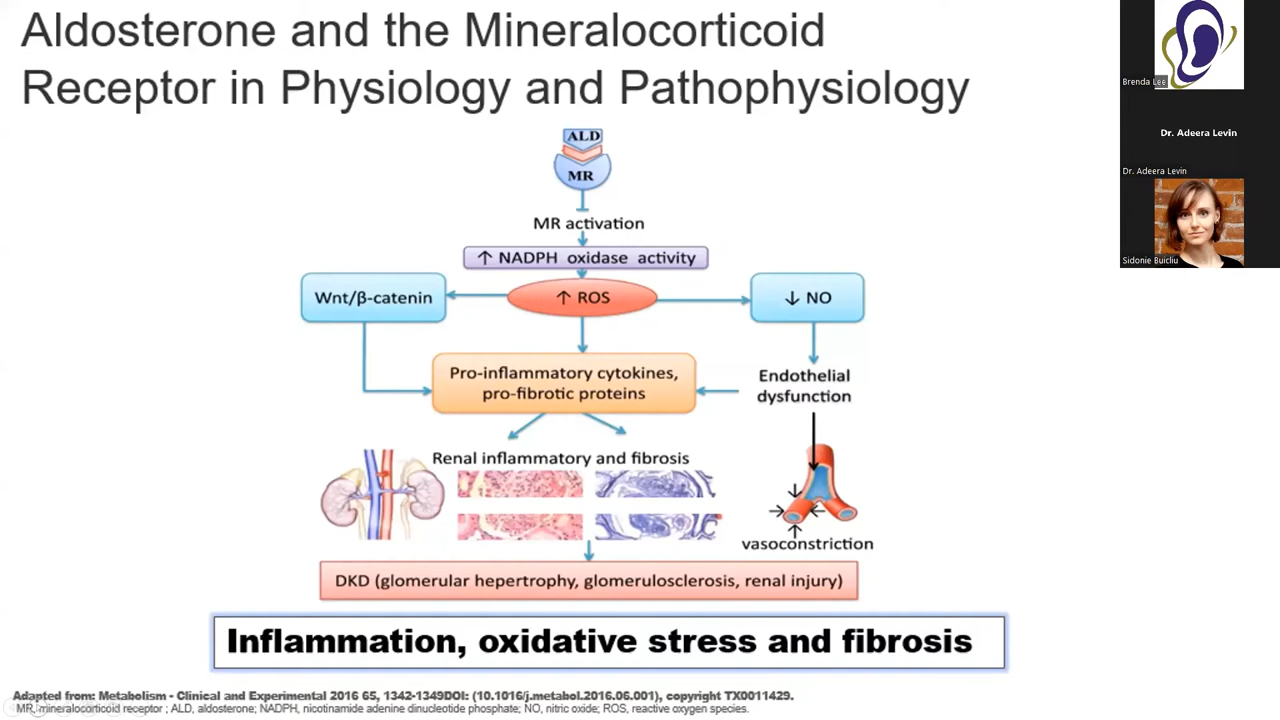 Aldosterone and the Mineralocorticoid
Receptor in Physiology and Pathophysiology
Brenda Lee
Dr. Adeera Levin
Dr. Adeera Levin
Sidonie Buicliu
ALD
MR
MR activation
↑ NADPH oxidase activity
Wnt/β-catenin
↑ ROS
↓ NO
Pro-inflammatory cytokines,
pro-fibrotic proteins
Endothelial
dysfunction
Renal inflammatory and fibrosis
vasoconstriction
DKD (glomerular hepertrophy, glomerulosclerosis, renal injury)
Inflammation, oxidative stress and fibrosis
Adapted from: Metabolism - Clinical and Experimental 2016 65, 1342-1349DOI: (10.1016/j.metabol.2016.06.001), copyright TX0011429.
MR, mineralocorticoid receptor ; ALD, aldosterone; NADPH, nicotinamide adenine dinucleotide phosphate; NO, nitric oxide; ROS, reactive oxygen species.